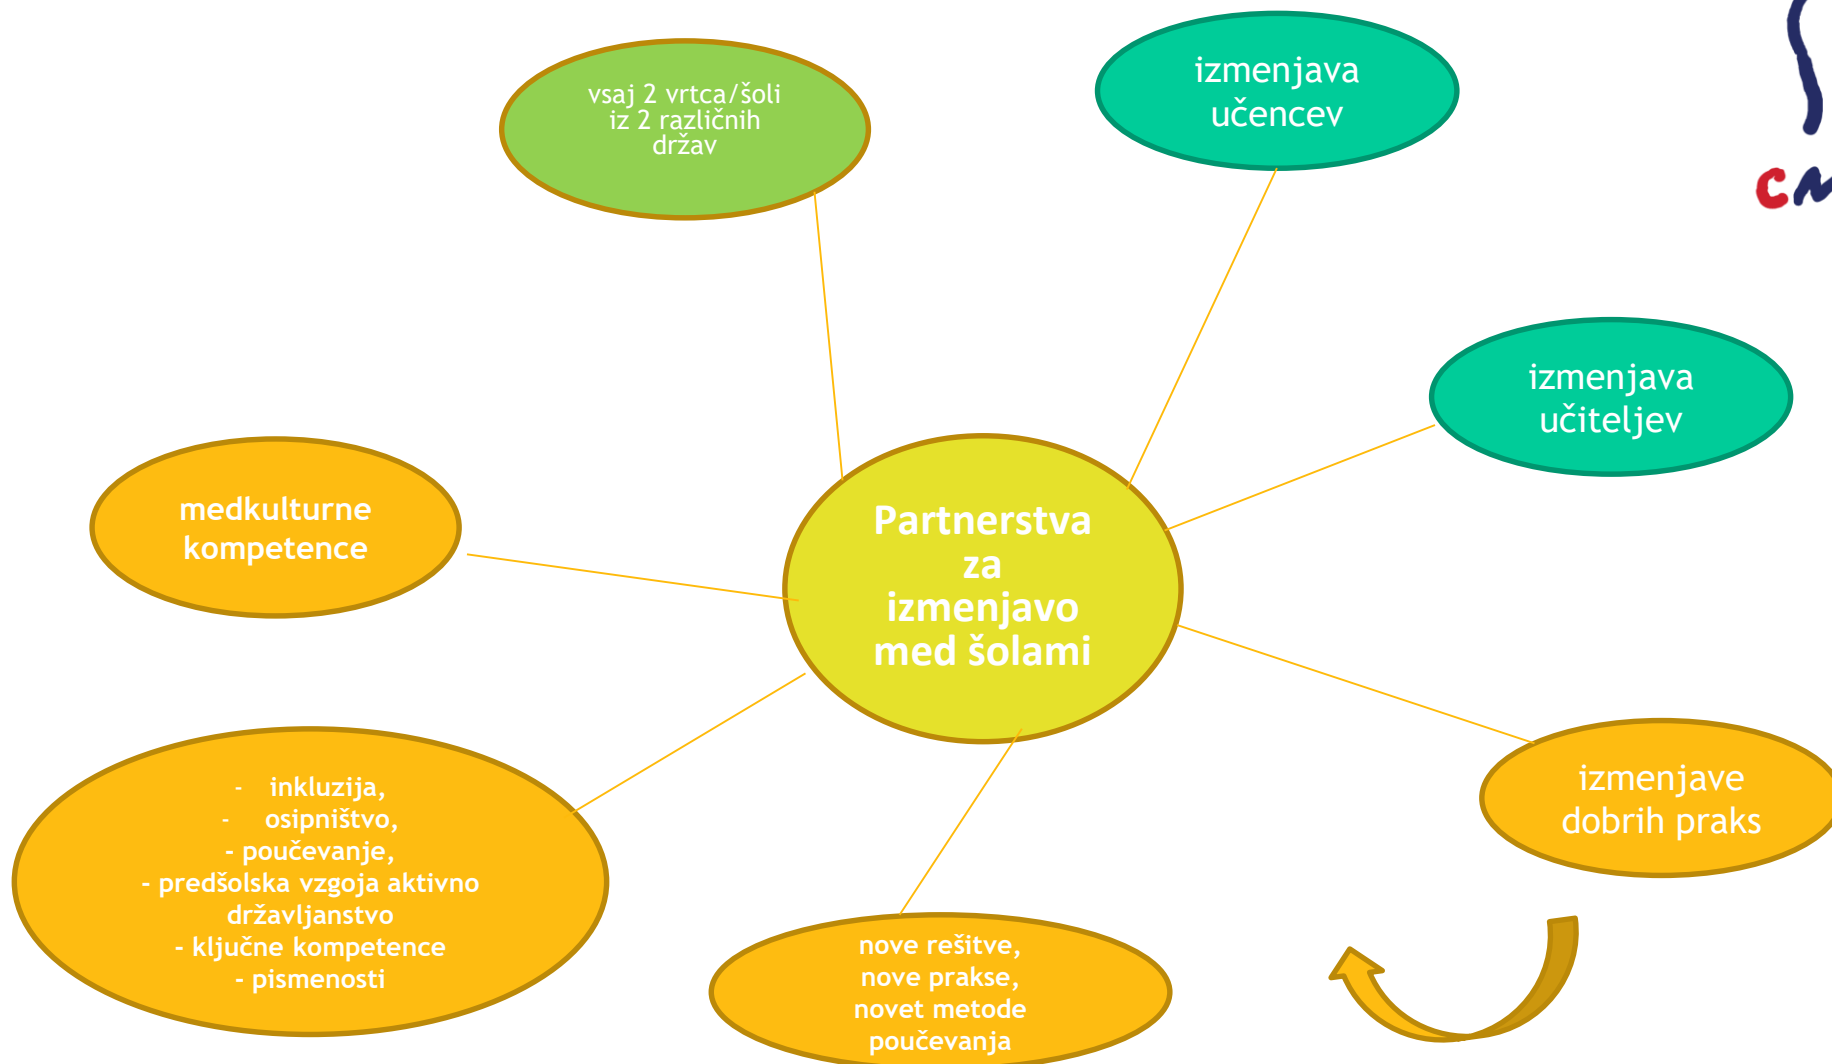 vsaj 2 vrtca/šoli
iz 2 različnih
držav
izmenjava
učencev
izmenjava
učiteljev
medkulturne
kompetence
Partnerstva
za
izmenjavo
med šolami
izmenjave
dobrih praks
- inkluzija,
- osipništvo,
- poučevanje,
- predšolska vzgoja aktivno
državljanstvo
- ključne kompetence
- pismenosti
nove rešitve,
nove prakse,
novet metode
poučevanja